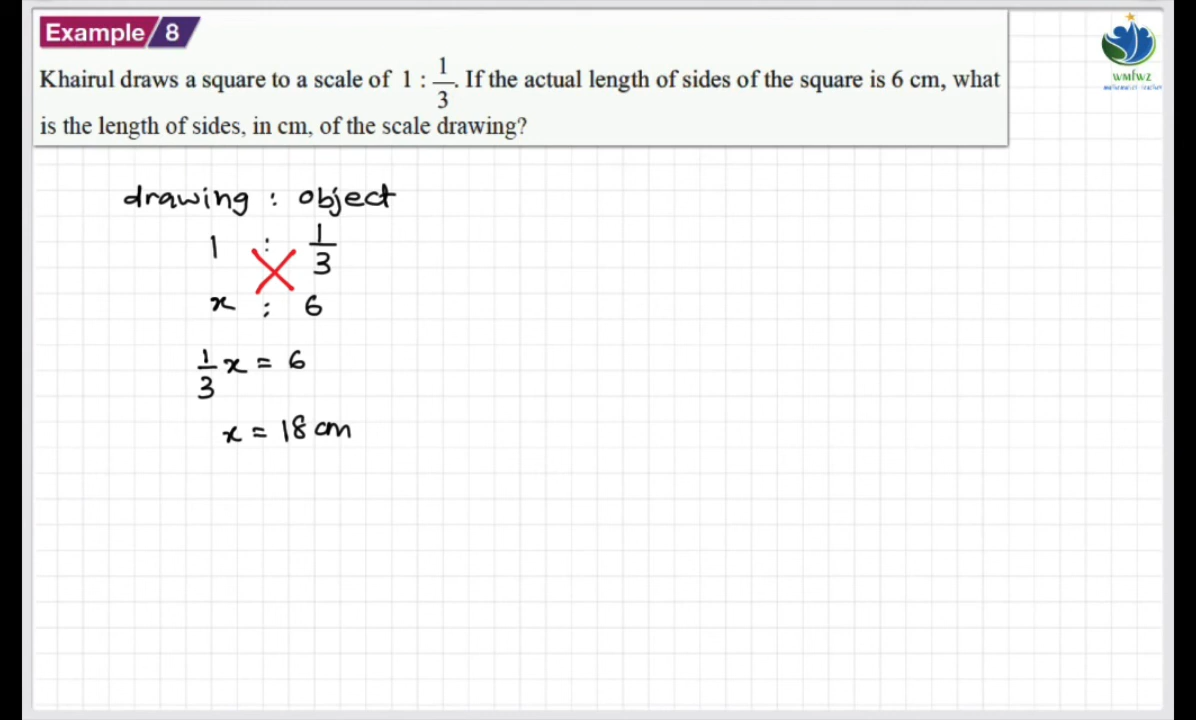 Example 8
Khairul draws a square to a scale of 1 : 1/3. If the actual length of sides of the square is 6 cm, what
is the length of sides, in cm, of the scale drawing?
WMFWZ
drawing : object
1 : 1/3
x : 6
1/3 x = 6
x = 18 cm